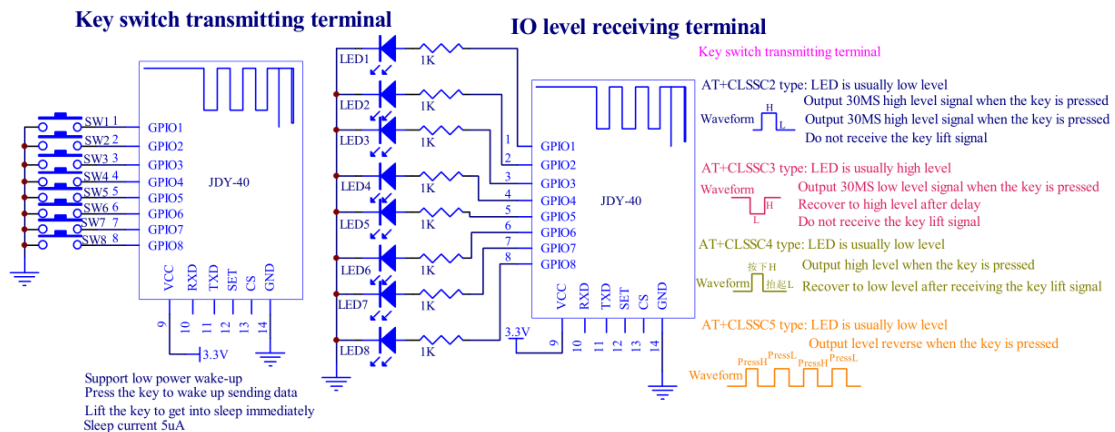 Key switch transmitting terminal
SW1 1 GPIO1
SW2 2 GPIO2
SW3 3 GPIO3
SW4 4 GPIO4
SW5 5 GPIO5
SW6 6 GPIO6
SW7 7 GPIO7
SW8 8 GPIO8
JDY-40
VCC RXD TXD SET CS GND
9 10 11 12 13 14
3.3V
Support low power wake-up
Press the key to wake up sending data
Lift the key to get into sleep immediately
Sleep current 5uA
IO level receiving terminal
LED1 1K
LED2 1K
LED3 1K
LED4 1K
LED5 1K
LED6 1K
LED7 1K
LED8 1K
1 GPIO1
2 GPIO2
3 GPIO3
4 GPIO4
5 GPIO5
6 GPIO6
7 GPIO7
8 GPIO8
JDY-40
VCC RXD TXD SET CS GND
9 10 11 12 13 14
3.3V
Key switch transmitting terminal
AT+CLSSC2 type: LED is usually low level
Output 30MS high level signal when the key is pressed
Waveform H L Output 30MS high level signal when the key is pressed
Do not receive the key lift signal
AT+CLSSC3 type: LED is usually high level
Waveform H L Output 30MS low level signal when the key is pressed
Recover to high level after delay
Do not receive the key lift signal
AT+CLSSC4 type: LED is usually low level
按下H Output high level when the key is pressed
Waveform 抬起L Recover to low level after receiving the key lift signal
AT+CLSSC5 type: LED is usually low level
Output level reverse when the key is pressed
PressH PressL PressH PressL
Waveform